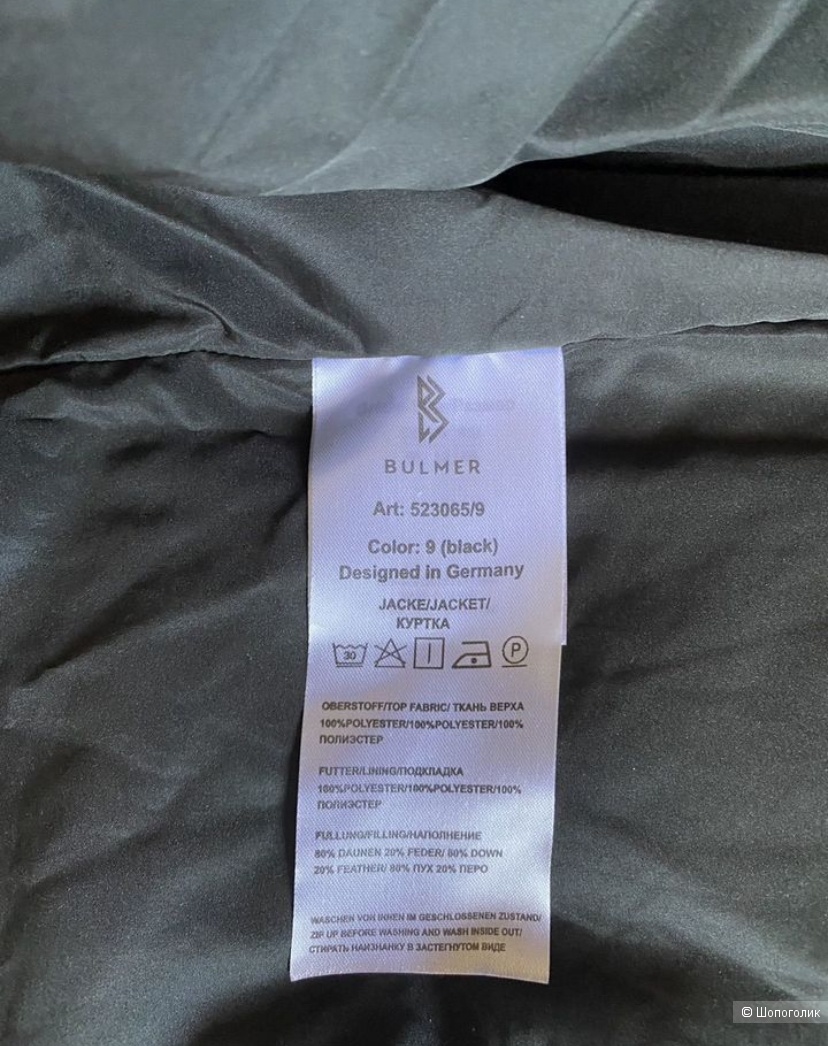 BULMER
Art: 523065/9
Color: 9 (black)
Designed in Germany
JACKE/JACKET/
КУРТКА
30 P
OBERSTOFF/TOP FABRIC/ ТКАНЬ ВЕРХА
100%POLYESTER/100%POLYESTER/100%
ПОЛИЭСТЕР
FUTTER/LINING/ПОДКЛАДКА
100%POLYESTER/100%POLYESTER/100%
ПОЛИЭСТЕР
FULLUNG/FILLING/НАПОЛНЕНИЕ
80% DAUNEN 20% FEDER/ 80% DOWN
20% FEATHER/ 80% ПУХ 20% ПЕРО
WASCHEN VON INNEN IM GESCHLOSSENEN ZUSTAND/
ZIP UP BEFORE WASHING AND WASH INSIDE OUT/
СТИРАТЬ НАИЗНАНКУ В ЗАСТЕГНУТОМ ВИДЕ
© Шопоголик